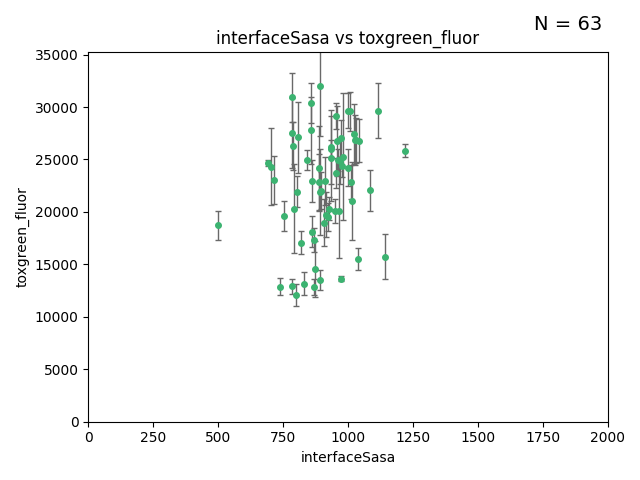 N = 63
interfaceSasa vs toxgreen_fluor
35000
30000
25000
20000
15000
10000
5000
0
toxgreen_fluor
0 250 500 750 1000 1250 1500 1750 2000
interfaceSasa